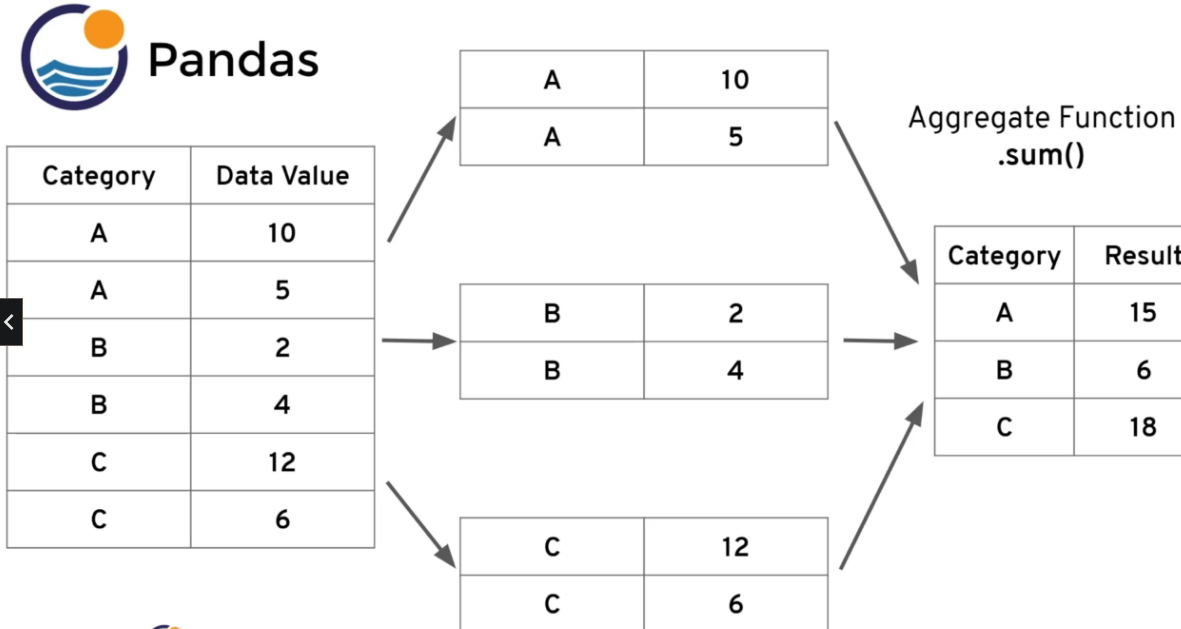 Pandas
Category Data Value
A 10
A 5
B 2
B 4
C 12
C 6
A 10
A 5
B 2
B 4
C 12
C 6
Aggregate Function
.sum()
Category Result
A 15
B 6
C 18